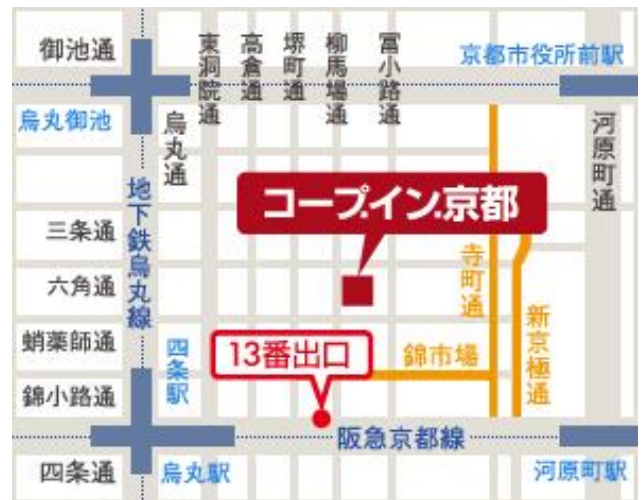 御池通
東洞院通
高倉通
堺町通
柳馬場通
冨小路通
京都市役所前駅
烏丸御池
烏丸通
河原町通
地下鉄烏丸線
コープ.イン.京都
三条通
六角通
寺町通
新京極通
蛸薬師通
四条駅
13番出口
錦市場
錦小路通
阪急京都線
四条通
烏丸駅
河原町駅